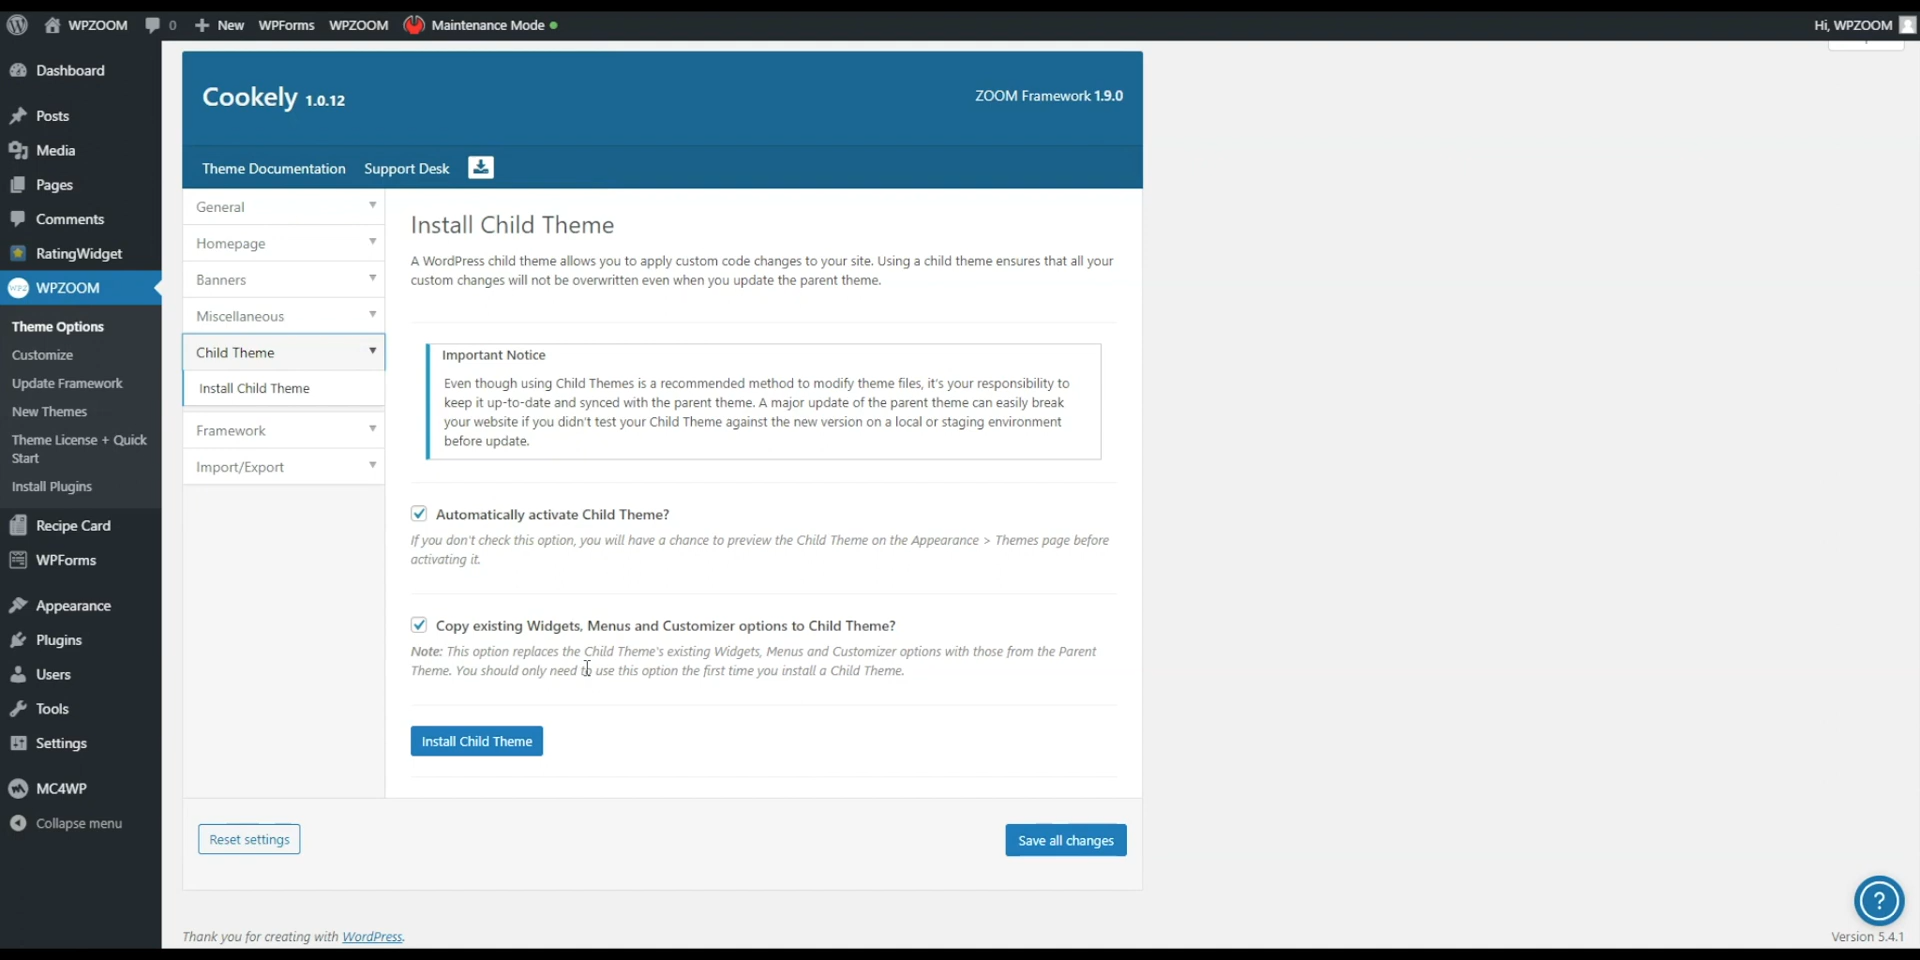 WPZOOM 0 New WPForms WPZOOM Maintenance Mode Hi, WPZOOM
Dashboard
Posts
Media
Pages
Comments
RatingWidget
WPZOOM
Theme Options
Customize
Update Framework
New Themes
Theme License + Quick
Start
Install Plugins
Recipe Card
WPForms
Appearance
Plugins
Users
Tools
Settings
MC4WP
Collapse menu
Cookely 1.0.12
ZOOM Framework 1.9.0
Theme Documentation Support Desk
General
Homepage
Banners
Miscellaneous
Child Theme
Install Child Theme
Framework
Import/Export
Install Child Theme
A WordPress child theme allows you to apply custom code changes to your site. Using a child theme ensures that all your
custom changes will not be overwritten even when you update the parent theme.
Important Notice
Even though using Child Themes is a recommended method to modify theme files, it's your responsibility to
keep it up-to-date and synced with the parent theme. A major update of the parent theme can easily break
your website if you didn't test your Child Theme against the new version on a local or staging environment
before update.
Automatically activate Child Theme?
If you don't check this option, you will have a chance to preview the Child Theme on the Appearance > Themes page before
activating it.
Copy existing Widgets, Menus and Customizer options to Child Theme?
Note: This option replaces the Child Theme's existing Widgets, Menus and Customizer options with those from the Parent
Theme. You should only need to use this option the first time you install a Child Theme.
Install Child Theme
Reset settings
Save all changes
?
Thank you for creating with WordPress.
Version 5.4.1